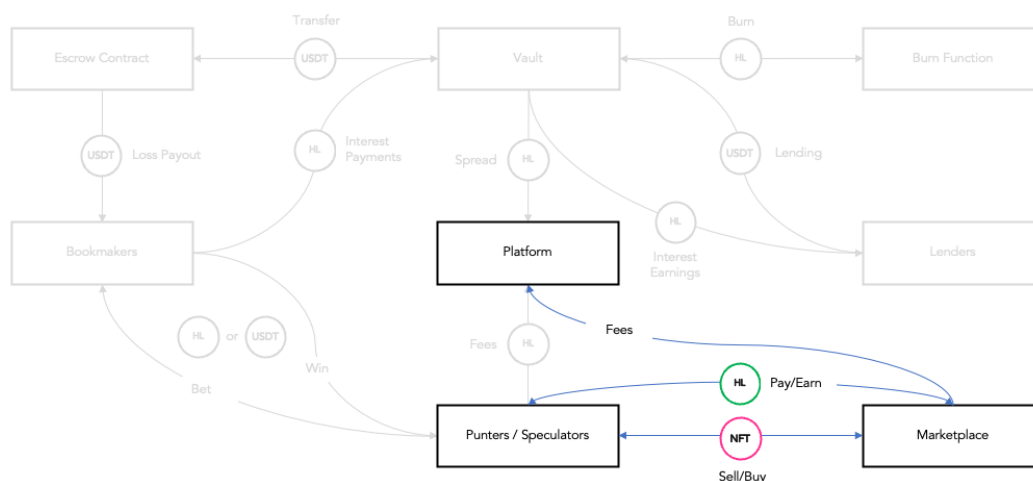 Transfer
Burn
Escrow Contract
USDT
Vault
HL
Burn Function
USDT
Loss Payout
HL
Interest
Payments
Spread
HL
USDT
Lending
Bookmakers
Platform
HL
Interest
Earnings
Lenders
HL
or
USDT
Fees
HL
Fees
Bet
Win
HL
Pay/Earn
Punters / Speculators
NFT
Marketplace
Sell/Buy